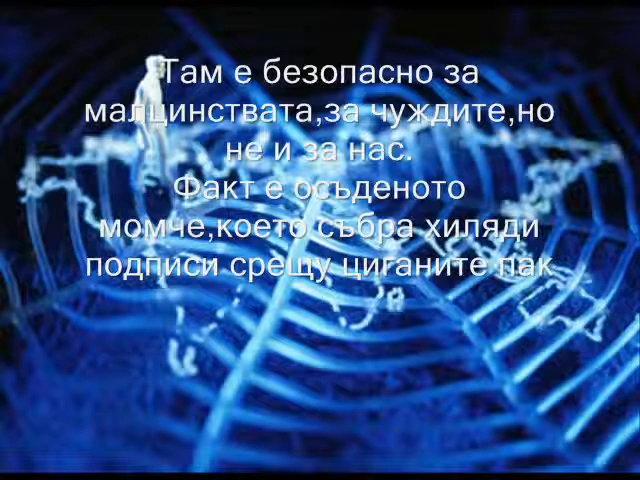 Там е безопасно за
малцинствата,за чуждите,но
не и за нас.
Факт е осъденото
момче,което събра хиляди
подписи срещу циганите пак